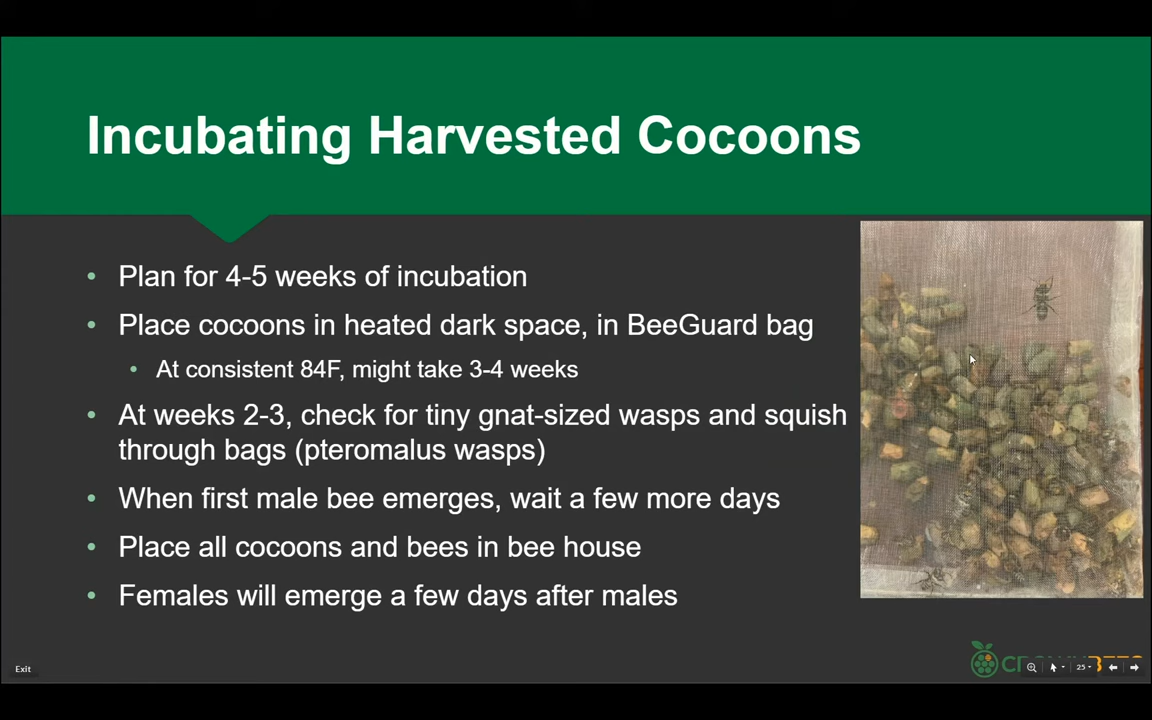 Incubating Harvested Cocoons
• Plan for 4-5 weeks of incubation
• Place cocoons in heated dark space, in BeeGuard bag
• At consistent 84F, might take 3-4 weeks
• At weeks 2-3, check for tiny gnat-sized wasps and squish
through bags (pteromalus wasps)
• When first male bee emerges, wait a few more days
• Place all cocoons and bees in bee house
• Females will emerge a few days after males
Exit
25